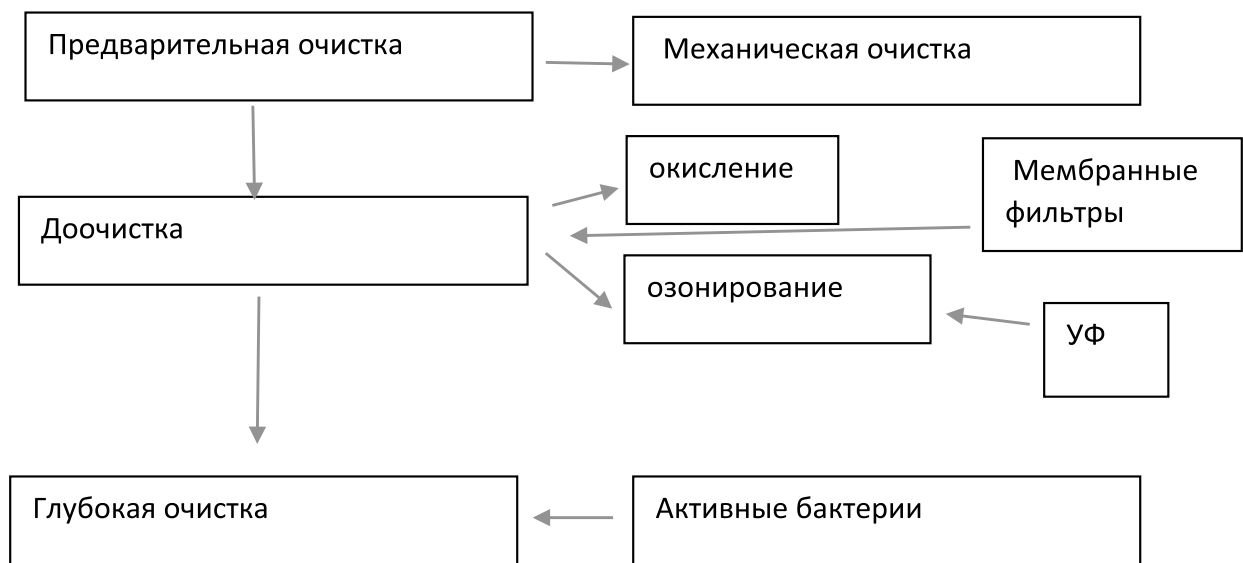 Предварительная очистка
Механическая очистка
окисление
Мембранные
фильтры
Доочистка
озонирование
УФ
Глубокая очистка
Активные бактерии